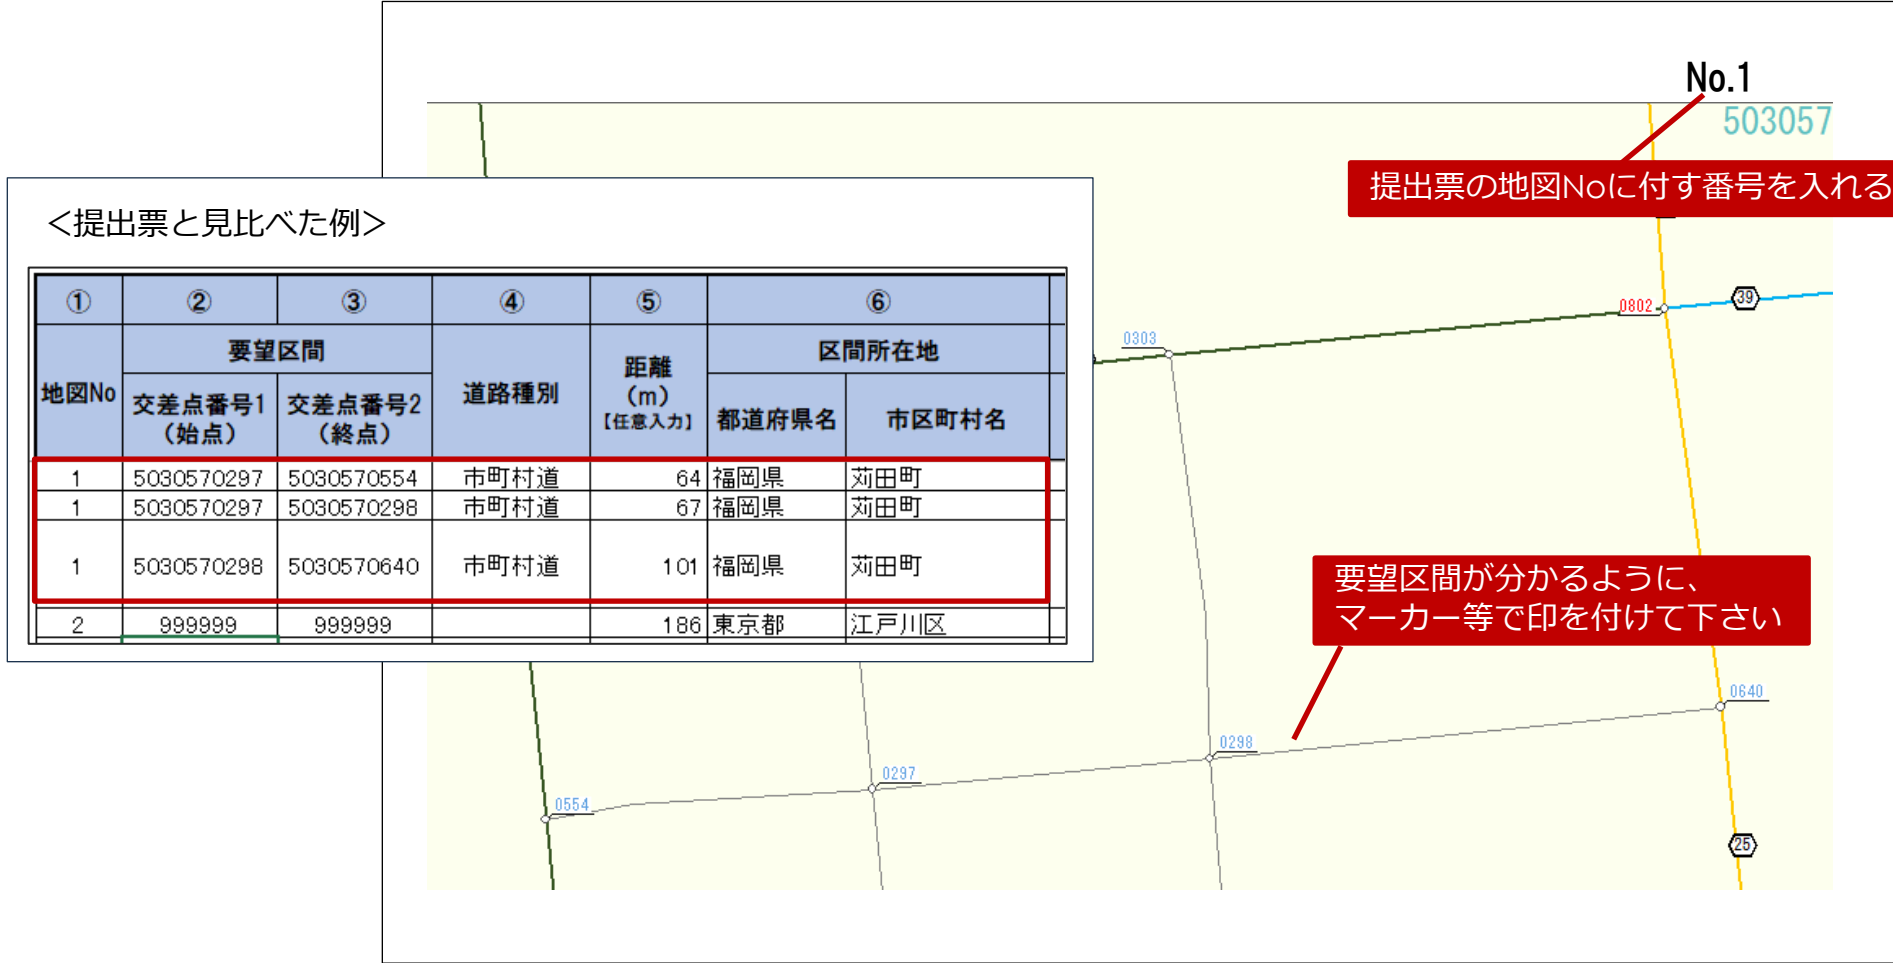 No.1
503057
提出票の地図Noに付す番号を入れる
＜提出票と見比べた例＞
① ② ③ ④ ⑤ ⑥
地図No 要望区間 道路種別 距離（m）【任意入力】 区間所在地
交差点番号1（始点） 交差点番号2（終点） 都道府県名 市区町村名
1 5030570297 5030570554 市町村道 64 福岡県 苅田町
1 5030570297 5030570298 市町村道 67 福岡県 苅田町
1 5030570298 5030570640 市町村道 101 福岡県 苅田町
2 999999 999999 186 東京都 江戸川区
0802
39
0303
要望区間が分かるように、
マーカー等で印を付けて下さい
0640
0298
0297
0554
25